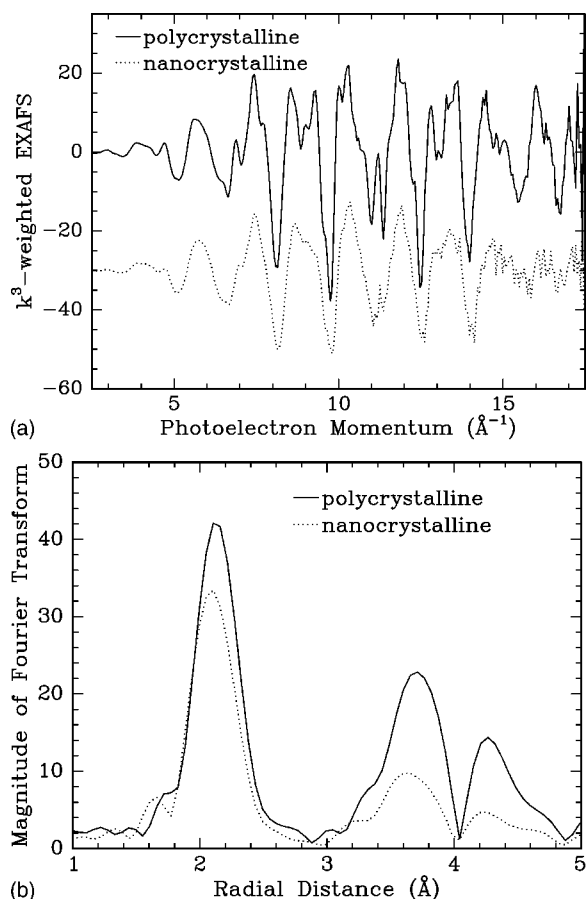 polycrystalline
nanocrystalline
20
0
−20
−40
−60
k³−weighted EXAFS
5
10
15
(a)
Photoelectron Momentum (Å⁻¹)
50
40
30
20
10
0
Magnitude of Fourier Transform
polycrystalline
nanocrystalline
1
2
3
4
5
(b)
Radial Distance (Å)